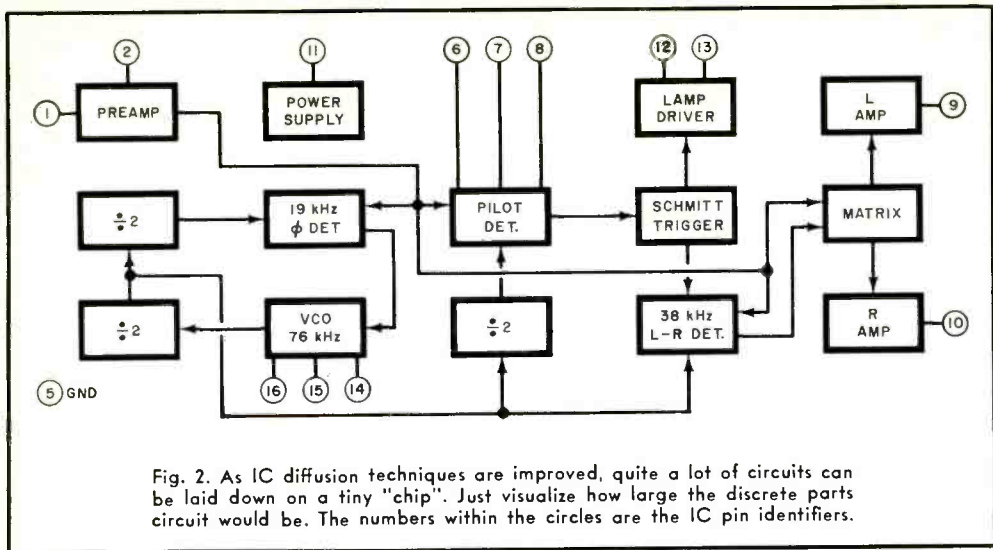 2
11
6
7
8
12
13
1
PREAMP
POWER
SUPPLY
LAMP
DRIVER
L
AMP
9
÷2
19 kHz
ϕ DET
PILOT
DET.
SCHMITT
TRIGGER
MATRIX
÷2
VCO
76 kHz
÷2
38 kHz
L-R DET.
R
AMP
10
16
15
14
5 GND
Fig. 2. As IC diffusion techniques are improved, quite a lot of circuits can
be laid down on a tiny "chip". Just visualize how large the discrete parts
circuit would be. The numbers within the circles are the IC pin identifiers.